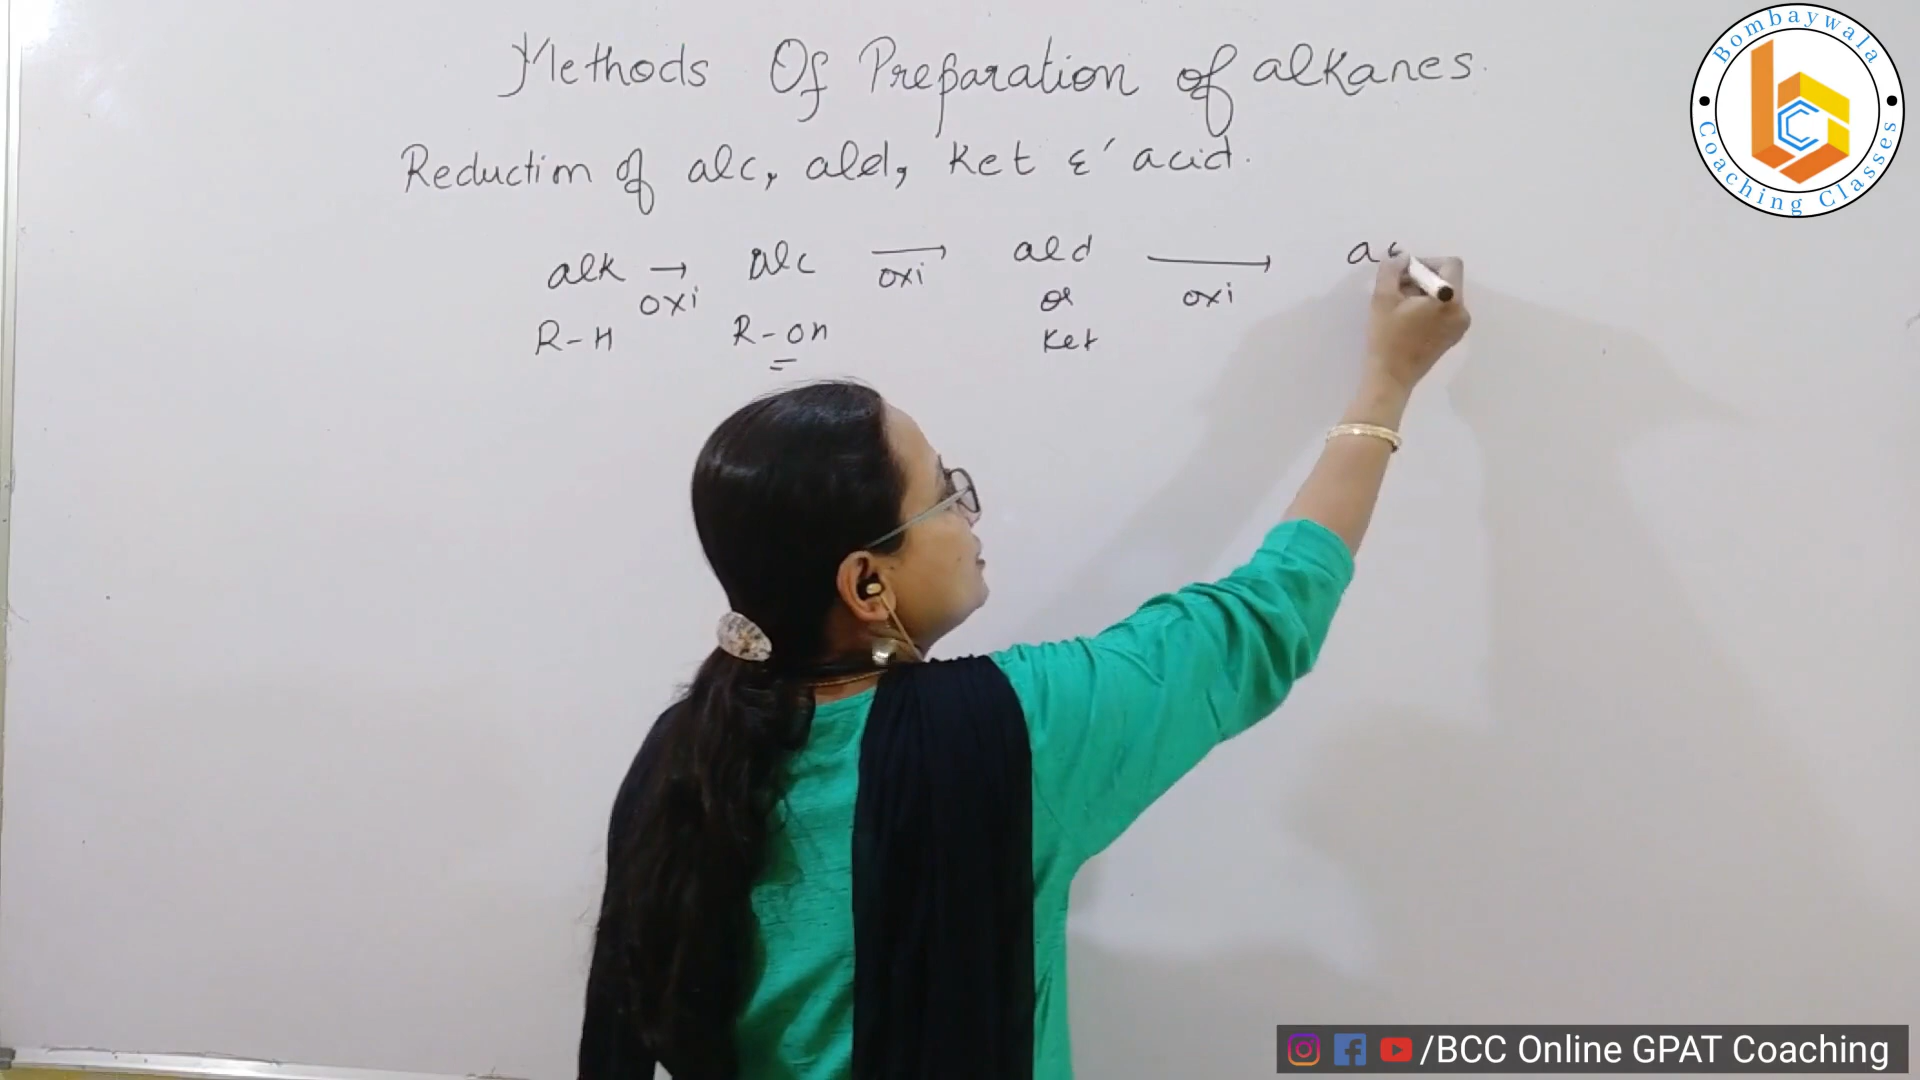 Methods Of Preparation of alkanes.
Reduction of alc, ald, Ket & acid.
alk → alc → ald → ac
oxi oxi oxi
or
R-H R-OH Ket
Bombaywala
Coaching Classes
/BCC Online GPAT Coaching